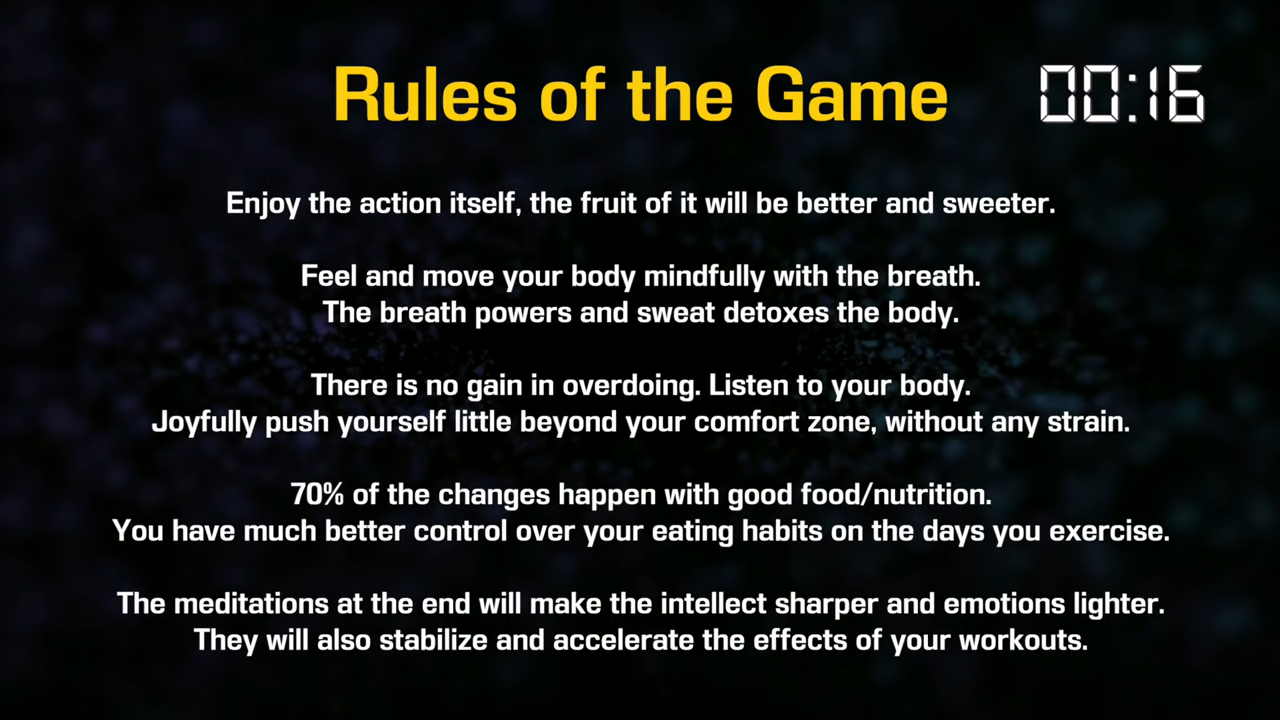 Rules of the Game
00:16
Enjoy the action itself, the fruit of it will be better and sweeter.
Feel and move your body mindfully with the breath.
The breath powers and sweat detoxes the body.
There is no gain in overdoing. Listen to your body.
Joyfully push yourself little beyond your comfort zone, without any strain.
70% of the changes happen with good food/nutrition.
You have much better control over your eating habits on the days you exercise.
The meditations at the end will make the intellect sharper and emotions lighter.
They will also stabilize and accelerate the effects of your workouts.